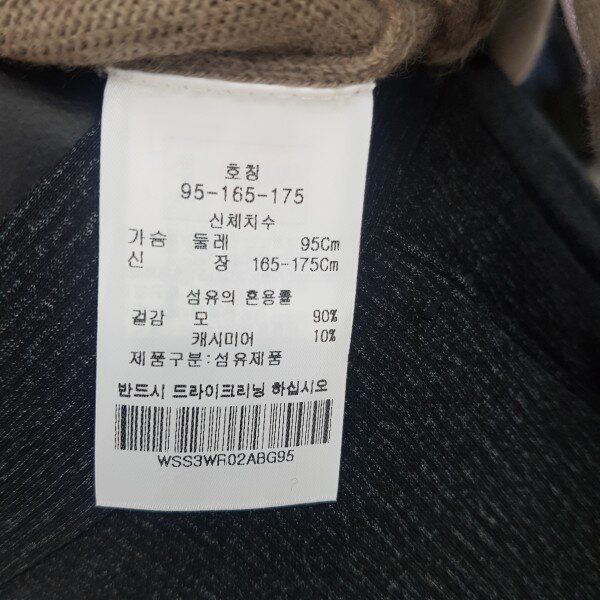 호칭
95-165-175
신체치수
가슴 둘레 95Cm
신 장 165-175Cm
섬유의 혼용률
겉감 모 90%
캐시미어 10%
제품구분:섬유제품
반드시 드라이크리닝 하십시오
WSS3WR02ABG95